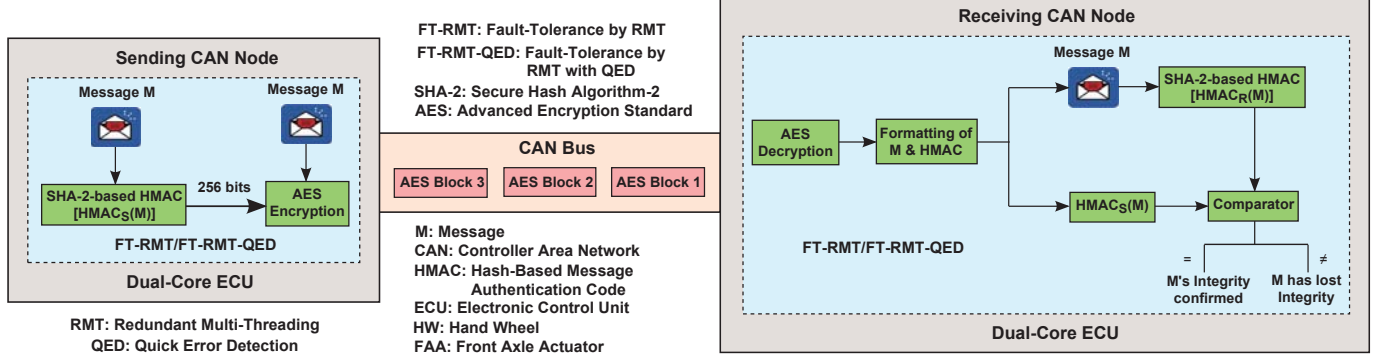 Sending CAN Node
Message M
Message M
SHA-2-based HMAC
[HMACS(M)]
256 bits
AES
Encryption
FT-RMT/FT-RMT-QED
Dual-Core ECU
RMT: Redundant Multi-Threading
QED: Quick Error Detection
FT-RMT: Fault-Tolerance by RMT
FT-RMT-QED: Fault-Tolerance by
RMT with QED
SHA-2: Secure Hash Algorithm-2
AES: Advanced Encryption Standard
CAN Bus
AES Block 3
AES Block 2
AES Block 1
M: Message
CAN: Controller Area Network
HMAC: Hash-Based Message
Authentication Code
ECU: Electronic Control Unit
HW: Hand Wheel
FAA: Front Axle Actuator
Receiving CAN Node
Message M
SHA-2-based HMAC
[HMACR(M)]
AES
Decryption
Formatting of
M & HMAC
HMACS(M)
Comparator
FT-RMT/FT-RMT-QED
=
≠
M's Integrity
confirmed
M has lost
Integrity
Dual-Core ECU